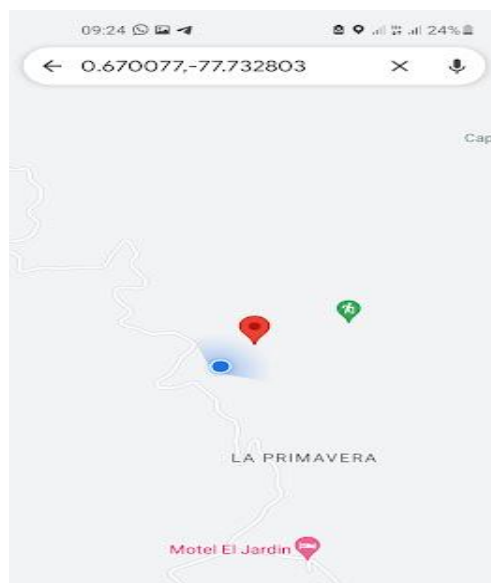 09:24 24%
0.670077,-77.732803
Cap
LA PRIMAVERA
Motel El Jardin